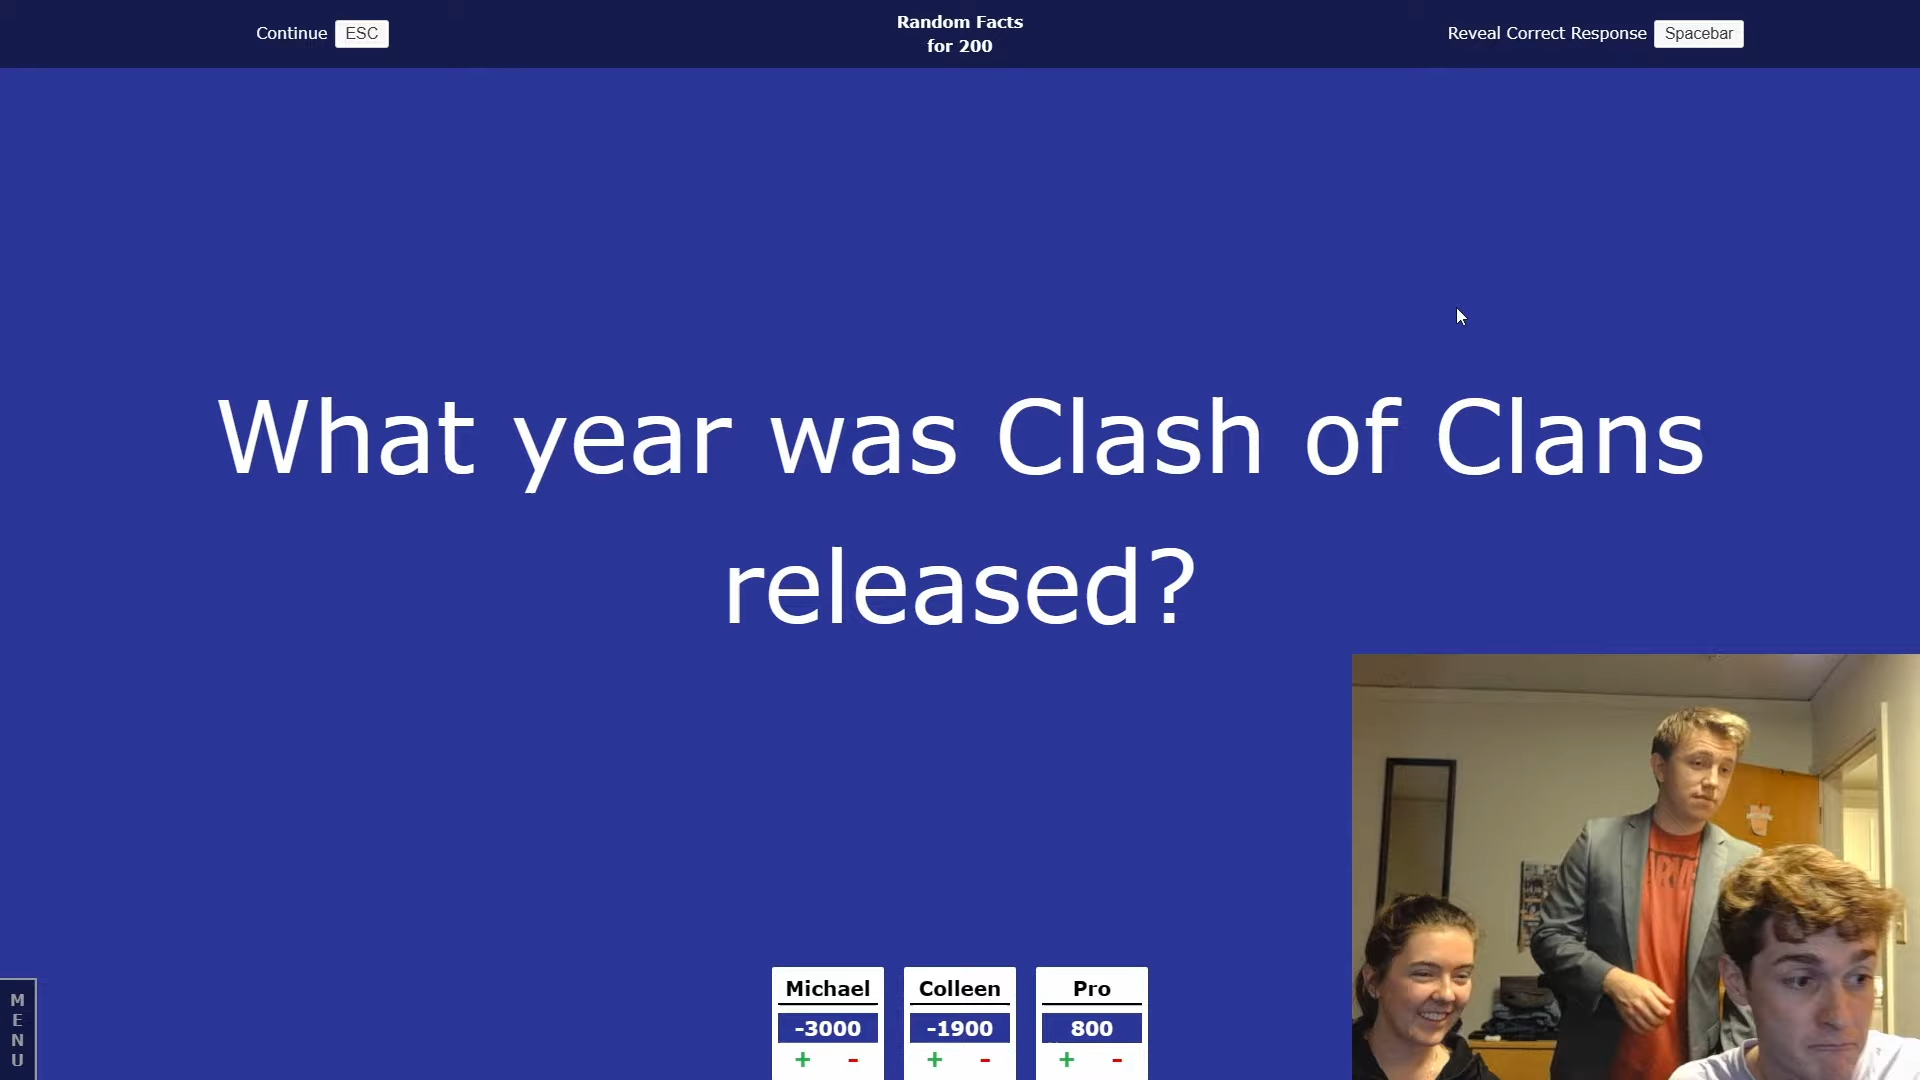 Continue ESC
Random Facts
for 200
Reveal Correct Response Spacebar
What year was Clash of Clans
released?
Michael Colleen Pro
-3000 -1900 800
+ - + - + -
MENU